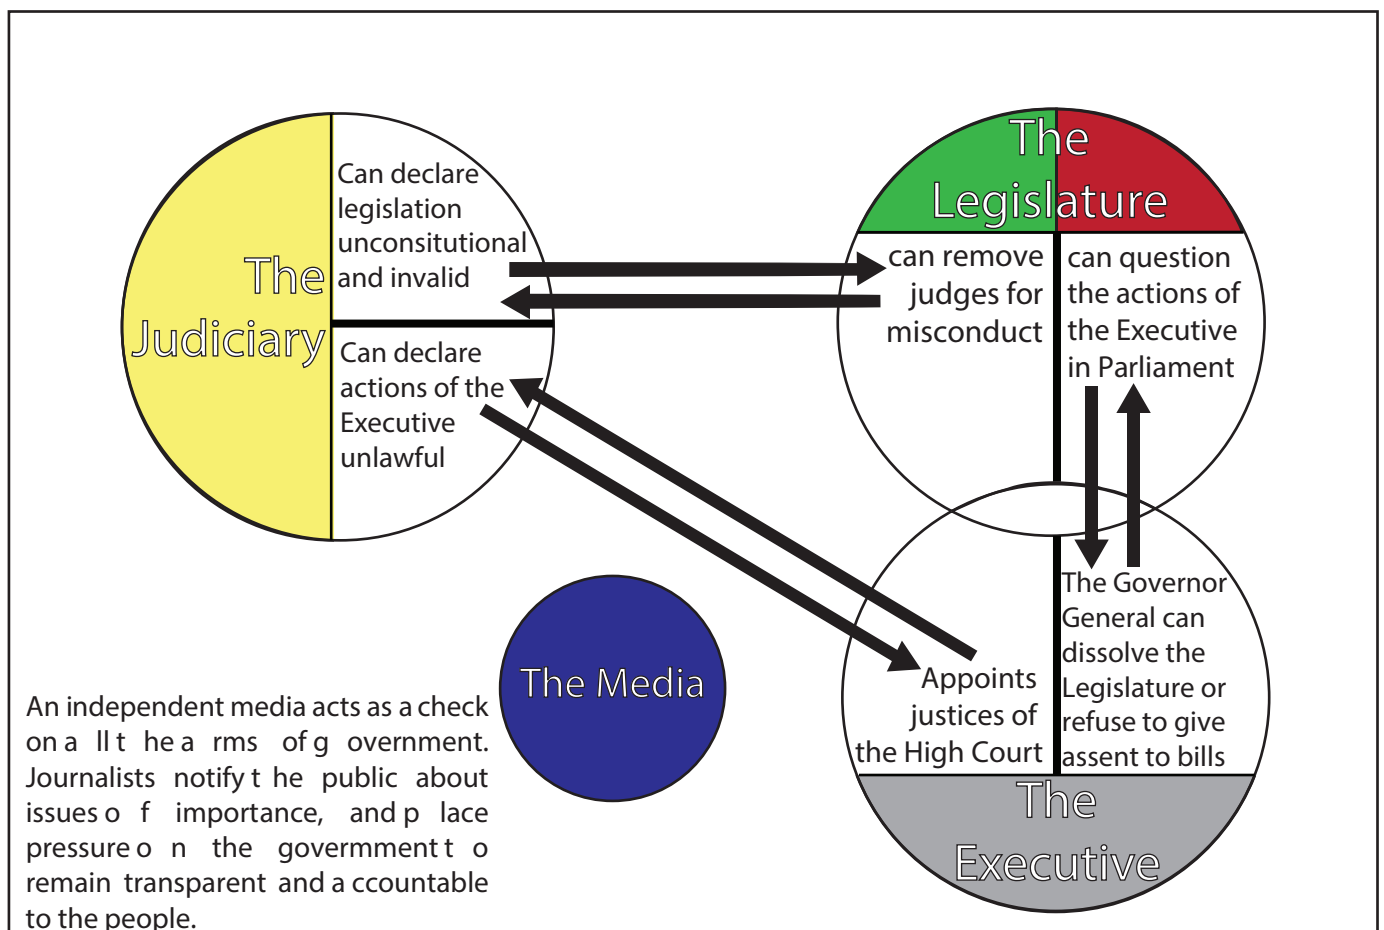 The
Judiciary
Can declare
legislation
unconsitutional
and invalid
Can declare
actions of the
Executive
unlawful
The
Legislature
can remove
judges for
misconduct
can question
the actions of
the Executive
in Parliament
The Media
Appoints
justices of
the High Court
The Governor
General can
dissolve the
Legislature or
refuse to give
assent to bills
The
Executive
An independent media acts as a check
on a ll t he a rms of g overnment.
Journalists notify t he public about
issues o f importance, and p lace
pressure o n the govermment t o
remain transparent and a ccountable
to the people.